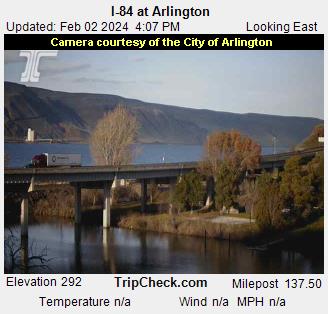 I-84 at Arlington
Updated: Feb 02 2024 4:07 PM Looking East
Camera courtesy of the City of Arlington
Elevation 292 TripCheck.com Milepost 137.50
Temperature n/a Wind n/a MPH n/a